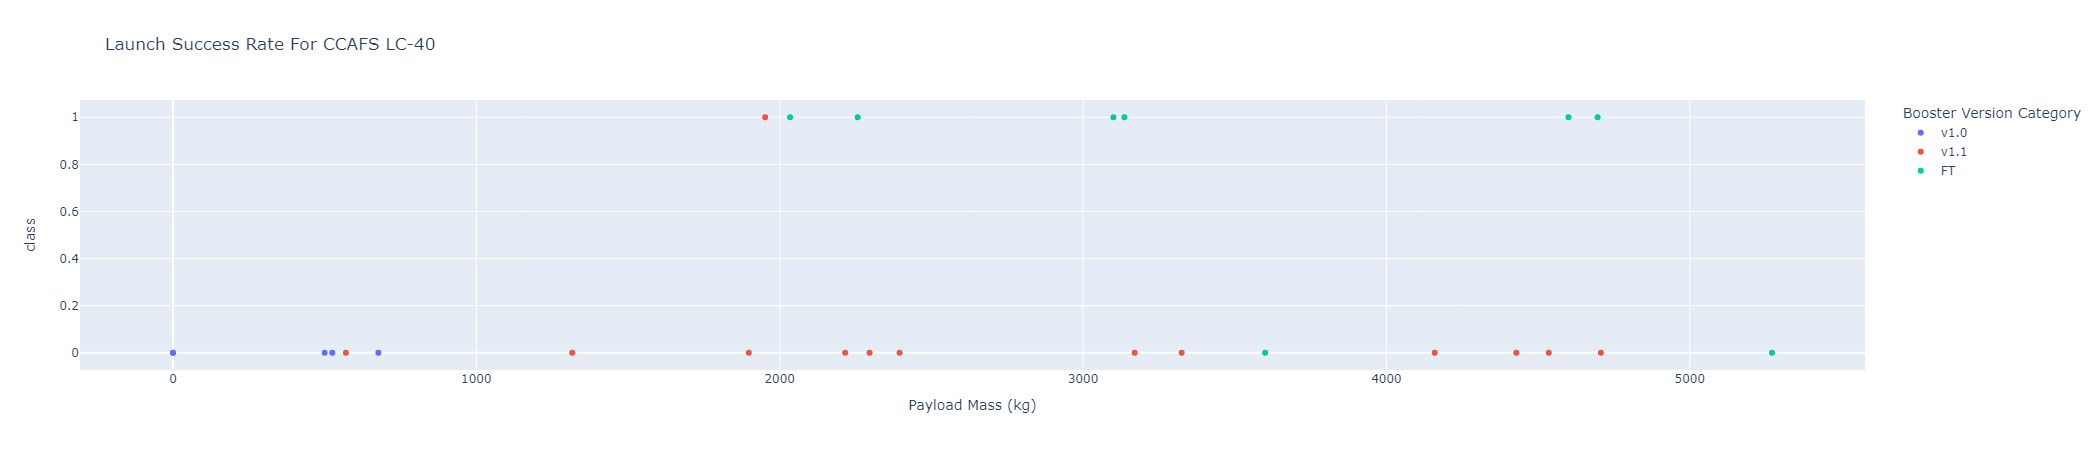 Launch Success Rate For CCAFS LC-40
1
0.8
0.6
0.4
0.2
0
class
0 1000 2000 3000 4000 5000
Payload Mass (kg)
Booster Version Category
v1.0
v1.1
FT